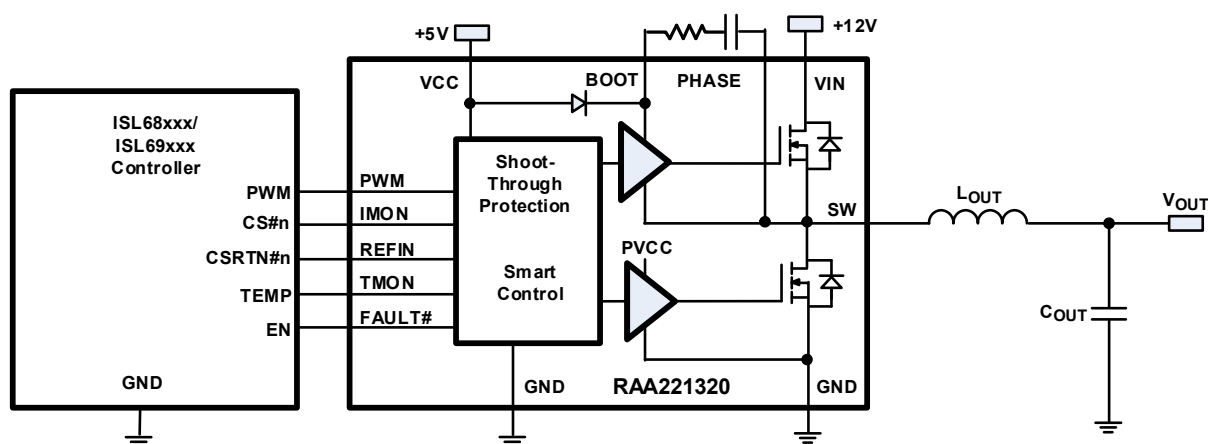 +5V
+12V
VCC
BOOT
PHASE
VIN
ISL68xxx/
ISL69xxx
Controller
PWM
CS#n
CSRTN#n
TEMP
EN
GND
PWM
IMON
REFIN
TMON
FAULT#
Shoot-
Through
Protection
Smart
Control
PVCC
SW
GND
RAA221320
GND
LOUT
VOUT
COUT